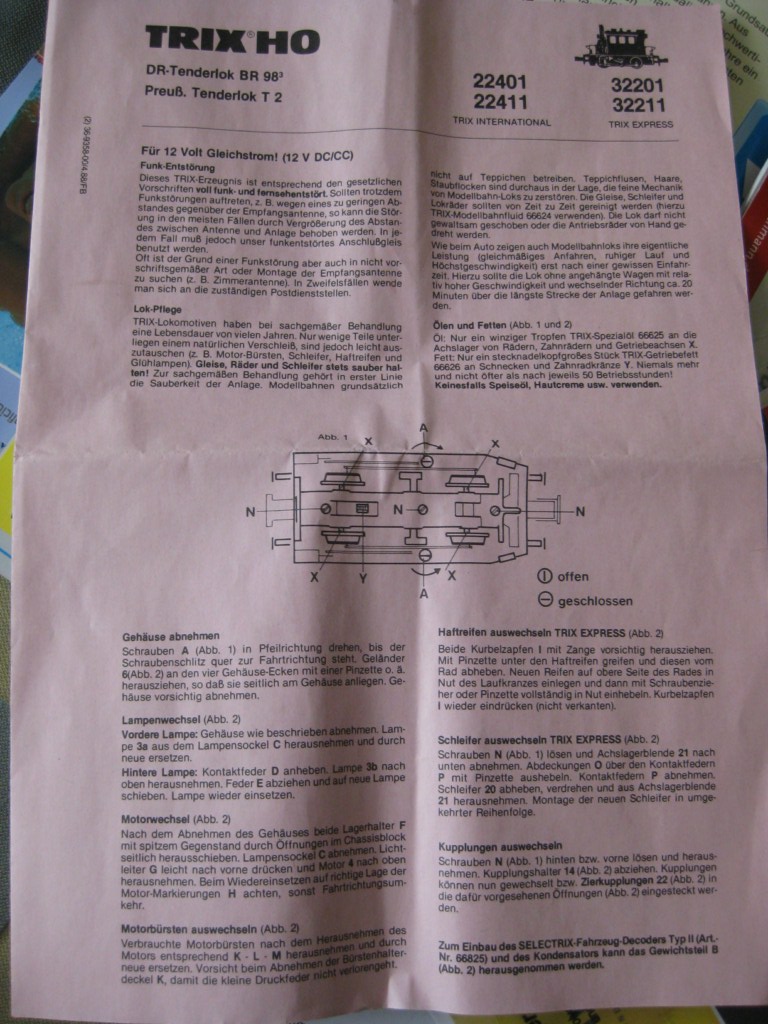 TRIX® HO
DR-Tenderlok BR 98³
Preuß. Tenderlok T 2
22401
22411
TRIX INTERNATIONAL
32201
32211
TRIX EXPRESS
Für 12 Volt Gleichstrom! (12 V DC/CC)
Funk-Entstörung
Dieses TRIX-Erzeugnis ist entsprechend den gesetzlichen
Vorschriften voll funk- und fernsehentstört. Sollten trotzdem
Funkstörungen auftreten, z. B. wegen eines zu geringen Ab-
standes gegenüber der Empfangsantenne, so kann die Stö-
rung in den meisten Fällen durch Vergrößerung des Abstan-
des zwischen Antenne und Anlage behoben werden. In je-
dem Fall muß jedoch unser funkentstörtes Anschlußgleis
benutzt werden.
Oft ist der Grund einer Funkstörung aber auch in nicht vor-
schriftsgemäßer Art oder Montage der Empfangsantenne
zu suchen (z. B. Zimmerantenne). In Zweifelsfällen wende
man sich an die zuständigen Postdienststellen.
Lok-Pflege
TRIX-Lokomotiven haben bei sachgemäßer Behandlung
eine Lebensdauer von vielen Jahren. Nur wenige Teile unter-
liegen einem natürlichen Verschleiß, sind jedoch leicht aus-
zutauschen (z. B. Motor-Bürsten, Schleifer, Haftreifen und
Glühlampen). Gleise, Räder und Schleifer stets sauber hal-
ten! Zur sachgemäßen Behandlung gehört in erster Linie
die Sauberkeit der Anlage. Modellbahnen grundsätzlich
nicht auf Teppichen betreiben. Teppichflusen, Haare,
Staubflocken sind durchaus in der Lage, die feine Mechanik
von Modellbahn-Loks zu zerstören. Die Gleise, Schleifer und
Lokräder sollten von Zeit zu Zeit gereinigt werden (hierzu
TRIX-Modellbahnfluid 66624 verwenden). Die Lok darf nicht
gewaltsam geschoben oder die Antriebsräder von Hand ge-
dreht werden.
Wie beim Auto zeigen auch Modellbahnloks ihre eigentliche
Leistung (gleichmäßiges Anfahren, ruhiger Lauf und
Höchstgeschwindigkeit) erst nach einer gewissen Einfahr-
zeit. Hierzu sollte die Lok ohne angehängte Wagen mit rela-
tiv hoher Geschwindigkeit und wechselnder Richtung ca. 20
Minuten über die längste Strecke der Anlage gefahren wer-
den.
Ölen und Fetten (Abb. 1 und 2)
Öl: Nur ein winziger Tropfen TRIX-Spezialöl 66625 an die
Achslager von Rädern, Zahnrädern und Getriebeachsen X.
Fett: Nur ein stecknadelkopfgroßes Stück TRIX-Getriebefett
66626 an Schnecken und Zahnradkränze Y. Niemals mehr
und nicht öfter als nach jeweils 50 Betriebsstunden!
Keinesfalls Speiseöl, Hautcreme usw. verwenden.
Abb. 1
X
A
X
N
N
N
X
Y
A
X
offen
geschlossen
Gehäuse abnehmen
Schrauben A (Abb. 1) in Pfeilrichtung drehen, bis der
Schraubenschlitz quer zur Fahrtrichtung steht. Geländer
6(Abb. 2) an den vier Gehäuse-Ecken mit einer Pinzette o. ä.
herausziehen, so daß sie seitlich am Gehäuse anliegen. Ge-
häuse vorsichtig abnehmen.
Lampenwechsel (Abb. 2)
Vordere Lampe: Gehäuse wie beschrieben abnehmen. Lam-
pe 3a aus dem Lampensockel C herausnehmen und durch
neue ersetzen.
Hintere Lampe: Kontaktfeder D anheben. Lampe 3b nach
oben herausnehmen. Feder E abziehen und auf neue Lampe
schieben. Lampe wieder einsetzen.
Motorwechsel (Abb. 2)
Nach dem Abnehmen des Gehäuses beide Lagerhalter F
mit spitzem Gegenstand durch Öffnungen im Chassisblock
seitlich herausschieben. Lampensockel C abnehmen. Licht-
leiter G leicht nach vorne drücken und Motor 4 nach oben
herausnehmen. Beim Wiedereinsetzen auf richtige Lage der
Motor-Markierungen H achten, sonst Fahrtrichtungsum-
kehr.
Motorbürsten auswechseln (Abb. 2)
Verbrauchte Motorbürsten nach dem Herausnehmen des
Motors entsprechend K - L - M herausnehmen und durch
neue ersetzen. Vorsicht beim Abnehmen der Bürstenhalter-
deckel K, damit die kleine Druckfeder nicht verlorengeht.
Haftreifen auswechseln TRIX EXPRESS (Abb. 2)
Beide Kurbelzapfen I mit Zange vorsichtig herausziehen.
Mit Pinzette unter den Haftreifen greifen und diesen vom
Rad abheben. Neuen Reifen auf obere Seite des Rades in
Nut des Laufkranzes einlegen und dann mit Schraubenzie-
her oder Pinzette vollständig in Nut einhebeln. Kurbelzapfen
I wieder eindrücken (nicht verkanten).
Schleifer auswechseln TRIX EXPRESS (Abb. 2)
Schrauben N (Abb. 1) lösen und Achslagerblende 21 nach
unten abnehmen. Abdeckungen O über den Kontaktfedern
P mit Pinzette aushebeln. Kontaktfedern P abnehmen.
Schleifer 20 abheben, verdrehen und aus Achslagerblende
21 herausnehmen. Montage der neuen Schleifer in umge-
kehrter Reihenfolge.
Kupplungen auswechseln
Schrauben N (Abb. 1) hinten bzw. vorne lösen und heraus-
nehmen. Kupplungshalter 14 (Abb. 2) abziehen. Kupplungen
können nun gewechselt bzw. Zierkupplungen 22 (Abb. 2) in
die dafür vorgesehenen Öffnungen (Abb. 2) eingesteckt wer-
den.
Zum Einbau des SELECTRIX-Fahrzeug-Decoders Typ II (Art.-
Nr. 66825) und des Kondensators kann das Gewichtsteil B
(Abb. 2) herausgenommen werden.